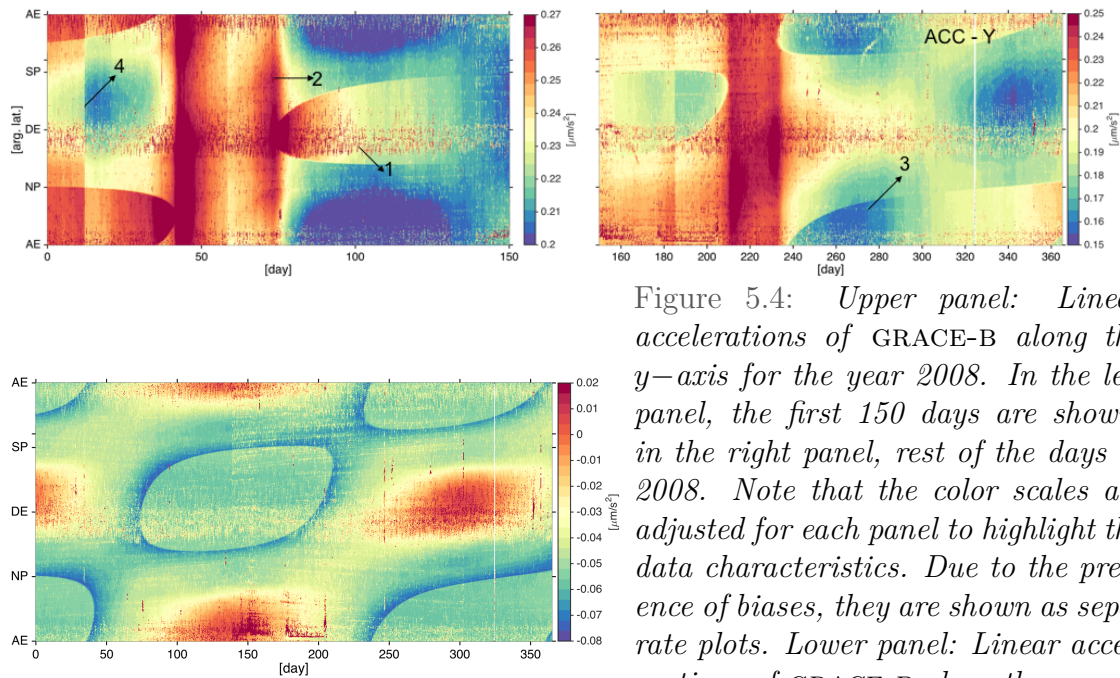 AE
SP
DE
NP
AE
[arg. lat.]
0 50 100 150
[day]
4
2
1
0.27
0.26
0.25
0.24
0.23
0.22
0.21
0.2
[μm/s²]
ACC - Y
3
160 180 200 220 240 260 280 300 320 340 360
[day]
0.25
0.24
0.23
0.22
0.21
0.2
0.19
0.18
0.17
0.16
0.15
[μm/s²]
AE
SP
DE
NP
AE
0 50 100 150 200 250 300 350
[day]
0.02
0.01
0
-0.01
-0.02
-0.03
-0.04
-0.05
-0.06
-0.07
-0.08
[μm/s²]
Figure 5.4: Upper panel: Linea
accelerations of GRACE-B along th
y−axis for the year 2008. In the le
panel, the first 150 days are show
in the right panel, rest of the days
2008. Note that the color scales a
adjusted for each panel to highlight th
data characteristics. Due to the pre
ence of biases, they are shown as sep
rate plots. Lower panel: Linear acce